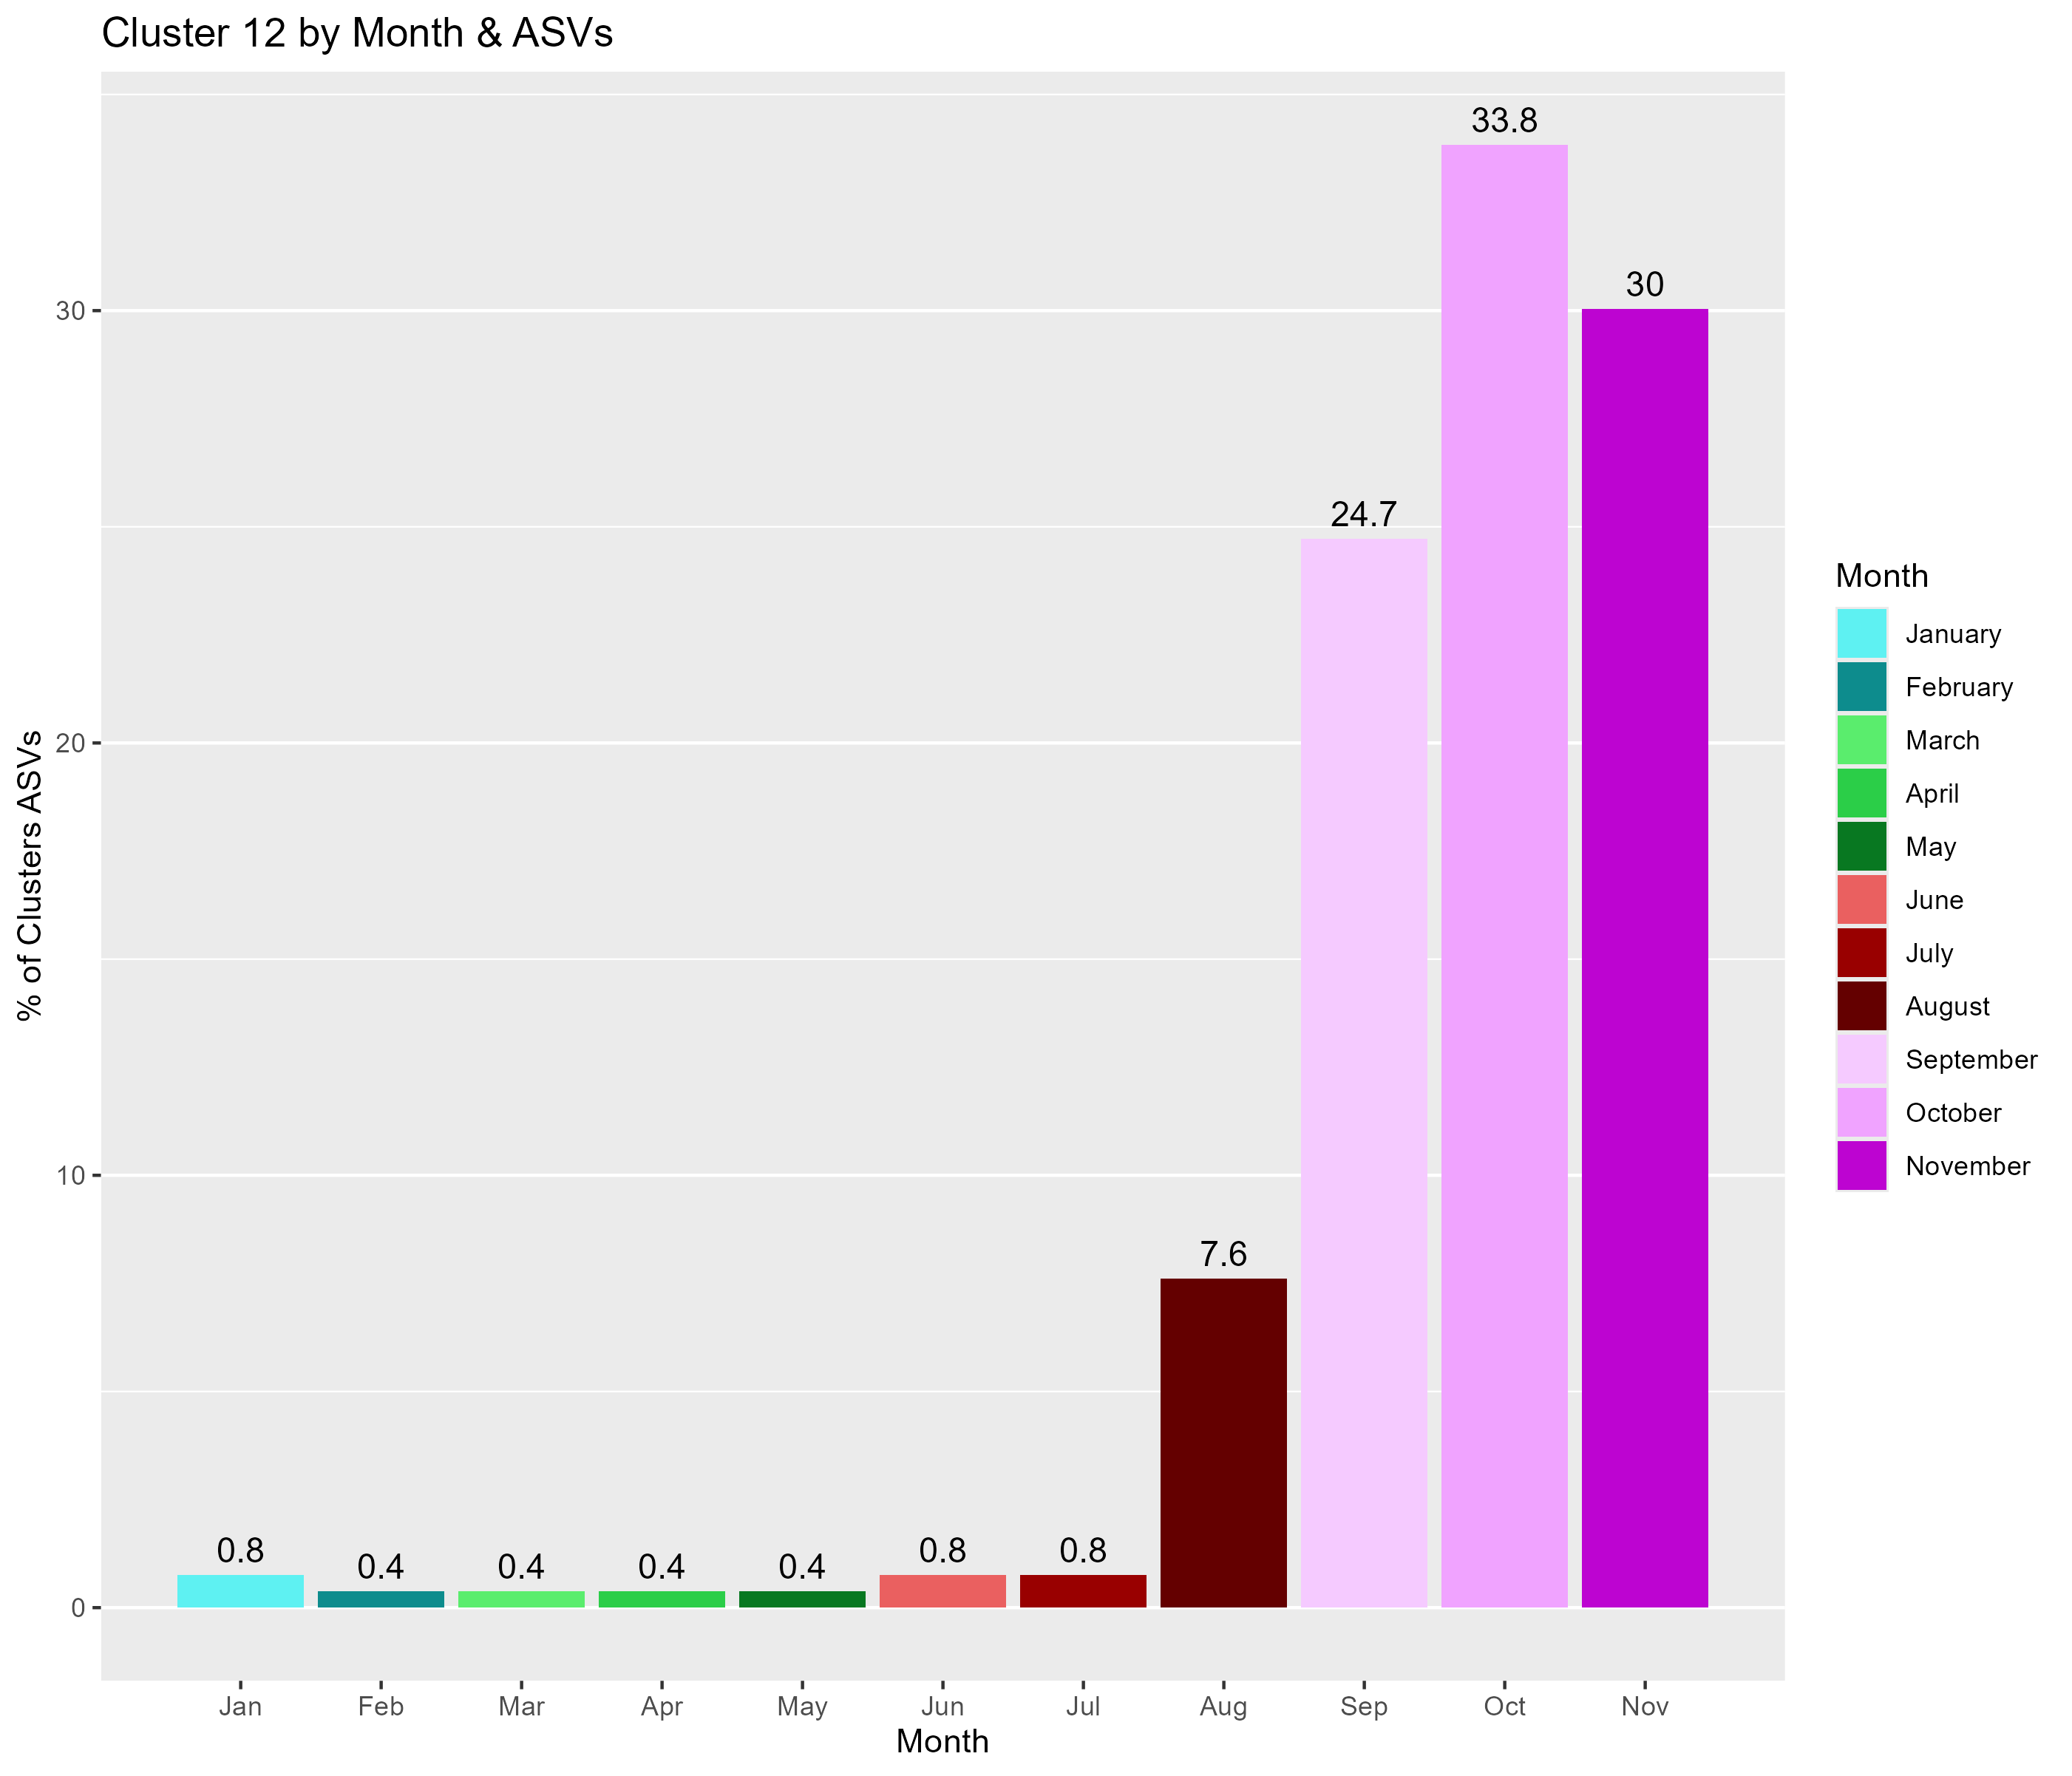 Cluster 12 by Month & ASVs
% of Clusters ASVs
30
20
10
0
0.8
0.4
0.4
0.4
0.4
0.8
0.8
7.6
24.7
33.8
30
Jan Feb Mar Apr May Jun Jul Aug Sep Oct Nov
Month
Month
January
February
March
April
May
June
July
August
September
October
November